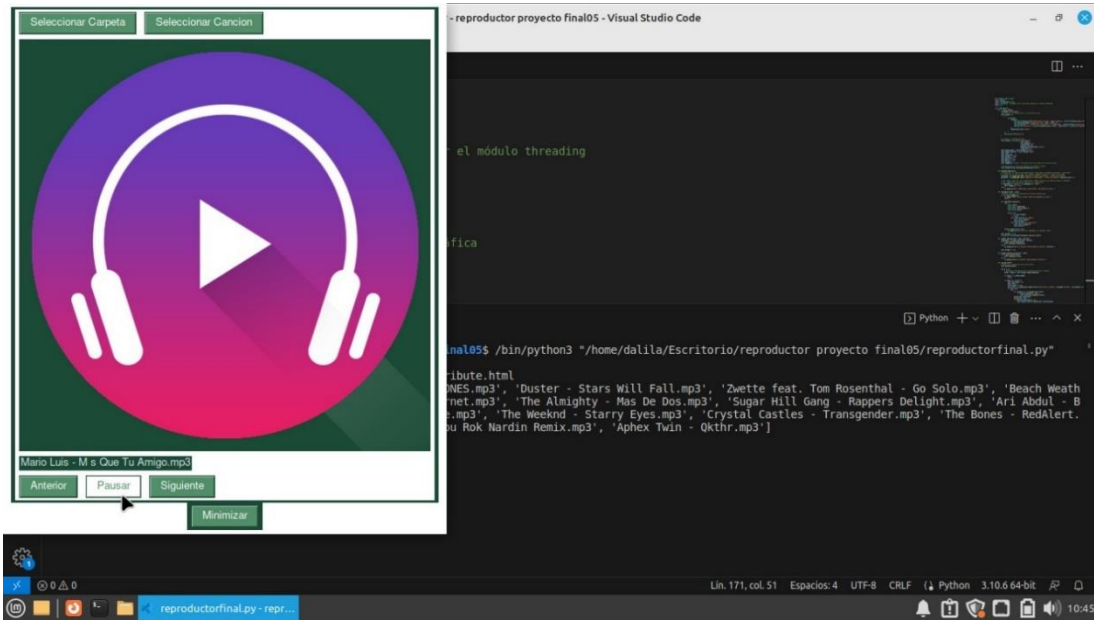 Seleccionar Carpeta Seleccionar Cancion
- reproductor proyecto final05 - Visual Studio Code
el módulo threading
áfica
Python
inal05$ /bin/python3 "/home/dalila/Escritorio/reproductor proyecto final05/reproductorfinal.py"
ribute.html
ONES.mp3', 'Duster - Stars Will Fall.mp3', 'Zwette feat. Tom Rosenthal - Go Solo.mp3', 'Beach Weath
rnet.mp3', 'The Almighty - Mas De Dos.mp3', 'Sugar Hill Gang - Rappers Delight.mp3', 'Ari Abdul - B
e.mp3', 'The Weeknd - Starry Eyes.mp3', 'Crystal Castles - Transgender.mp3', 'The Bones - RedAlert.
ou Rok Nardin Remix.mp3', 'Aphex Twin - Qkthr.mp3']
Mario Luis - M s Que Tu Amigo.mp3
Anterior Pausar Siguiente
Minimizar
1
0 0 Lin. 171, col. 51 Espacios: 4 UTF-8 CRLF Python 3.10.6 64-bit
reproductorfinal.py - repr... 10:45